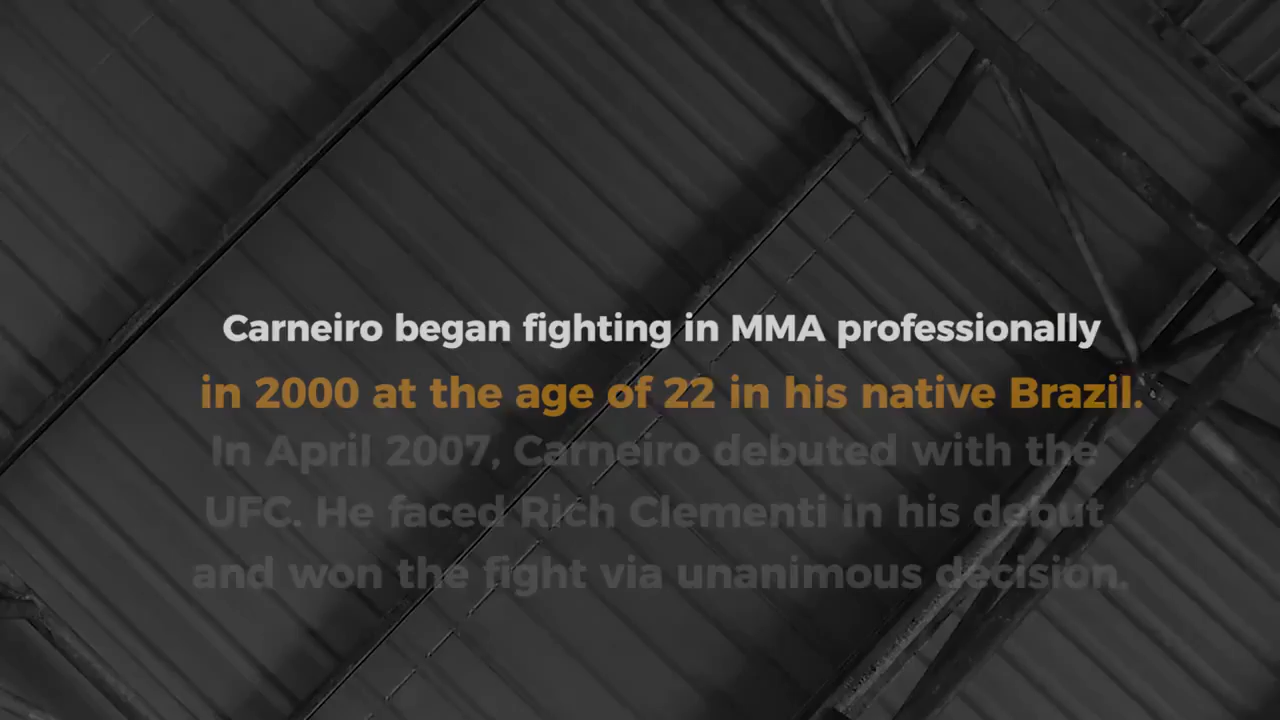 Carneiro began fighting in MMA professionally
in 2000 at the age of 22 in his native Brazil.
In April 2007, Carneiro debuted with the
UFC. He faced Rich Clementi in his debut
and won the fight via unanimous decision.